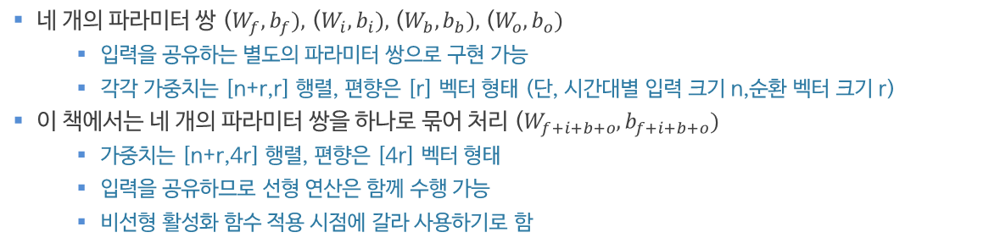 ▪ 네 개의 파라미터 쌍 (W_f, b_f), (W_i, b_i), (W_b, b_b), (W_o, b_o)
▪ 입력을 공유하는 별도의 파라미터 쌍으로 구현 가능
▪ 각각 가중치는 [n+r,r] 행렬, 편향은 [r] 벡터 형태 (단, 시간대별 입력 크기 n,순환 벡터 크기 r)
▪ 이 책에서는 네 개의 파라미터 쌍을 하나로 묶어 처리 (W_{f+i+b+o}, b_{f+i+b+o})
▪ 가중치는 [n+r,4r] 행렬, 편향은 [4r] 벡터 형태
▪ 입력을 공유하므로 선형 연산은 함께 수행 가능
▪ 비선형 활성화 함수 적용 시점에 갈라 사용하기로 함